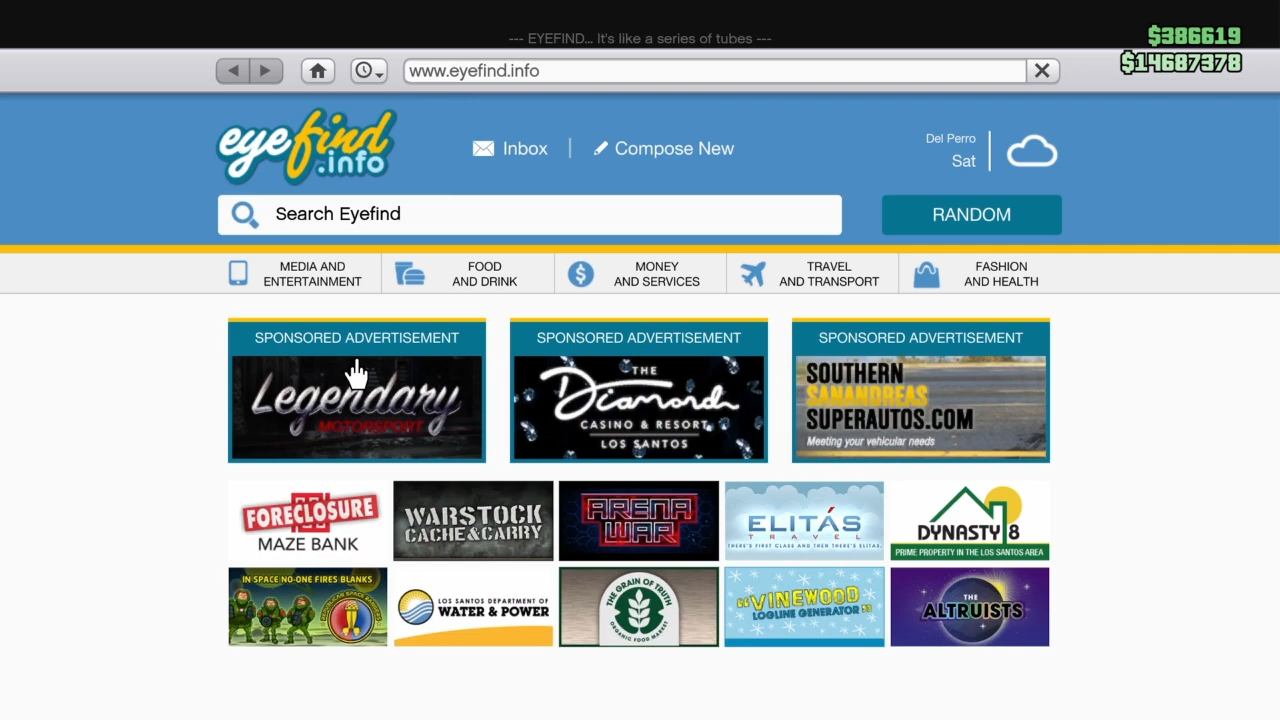 --- EYEFIND... It's like a series of tubes ---
$386619
$14687378
www.eyefind.info
eyefind
.info
Inbox
Compose New
Del Perro
Sat
Search Eyefind
RANDOM
MEDIA AND
ENTERTAINMENT
FOOD
AND DRINK
MONEY
AND SERVICES
TRAVEL
AND TRANSPORT
FASHION
AND HEALTH
SPONSORED ADVERTISEMENT
Legendary
MOTORSPORT
SPONSORED ADVERTISEMENT
THE
Diamond
CASINO & RESORT
LOS SANTOS
SPONSORED ADVERTISEMENT
SOUTHERN
SANANDREAS
SUPERAUTOS.COM
Meeting your vehicular needs
FORECLOSURE
MAZE BANK
WARSTOCK
CACHE&CARRY
ARENA
WAR
ELITÁS
TRAVEL
THERE'S FIRST CLASS AND THEN THERE'S ELITAS.
DYNASTY 8
PRIME PROPERTY IN THE LOS SANTOS AREA
IN SPACE NO-ONE FIRES BLANKS
LOS SANTOS DEPARTMENT OF
WATER & POWER
THE GRAIN OF TRUTH
ORGANIC FOOD MARKET
"VINEWOOD
LOGLINE GENERATOR"
THE
ALTRUISTS